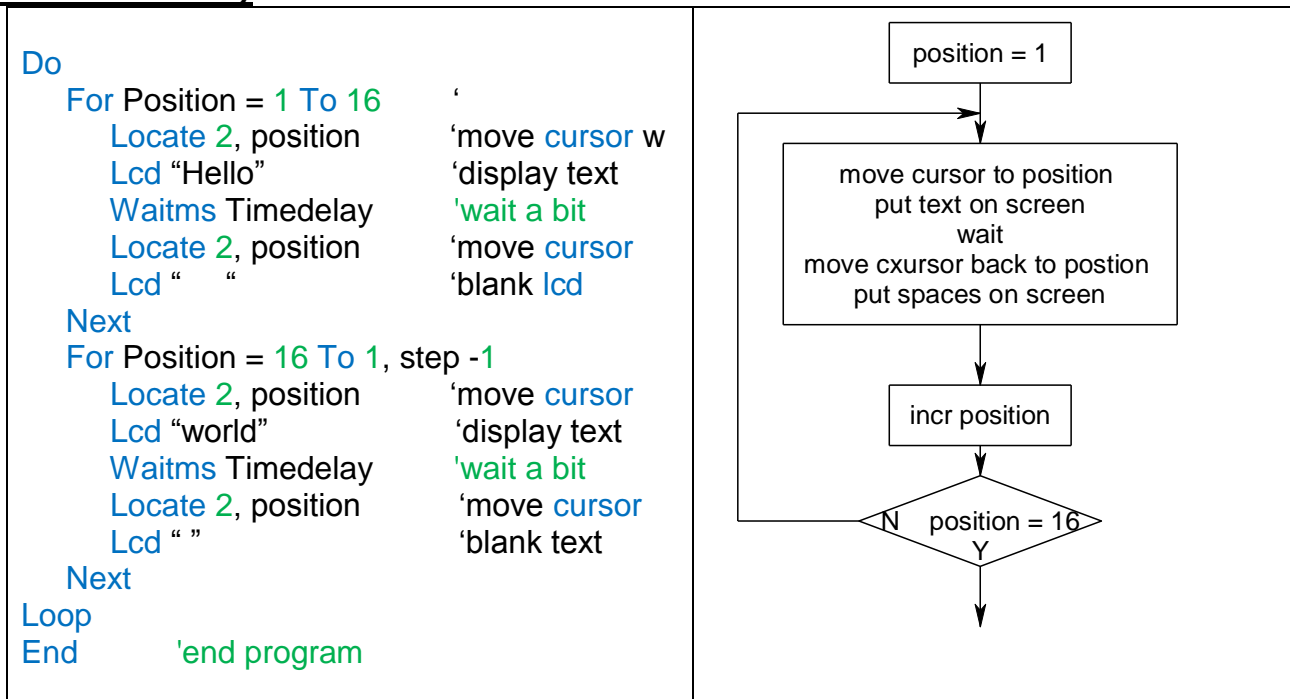 Do
For Position = 1 To 16 ‘
Locate 2, position ‘move cursor w
Lcd “Hello” ‘display text
Waitms Timedelay 'wait a bit
Locate 2, position ‘move cursor
Lcd “ “ ‘blank lcd
Next
For Position = 16 To 1, step -1
Locate 2, position ‘move cursor
Lcd “world” ‘display text
Waitms Timedelay 'wait a bit
Locate 2, position ‘move cursor
Lcd “ ” ‘blank text
Next
Loop
End 'end program
position = 1
move cursor to position
put text on screen
wait
move cxursor back to postion
put spaces on screen
incr position
N position = 16
Y